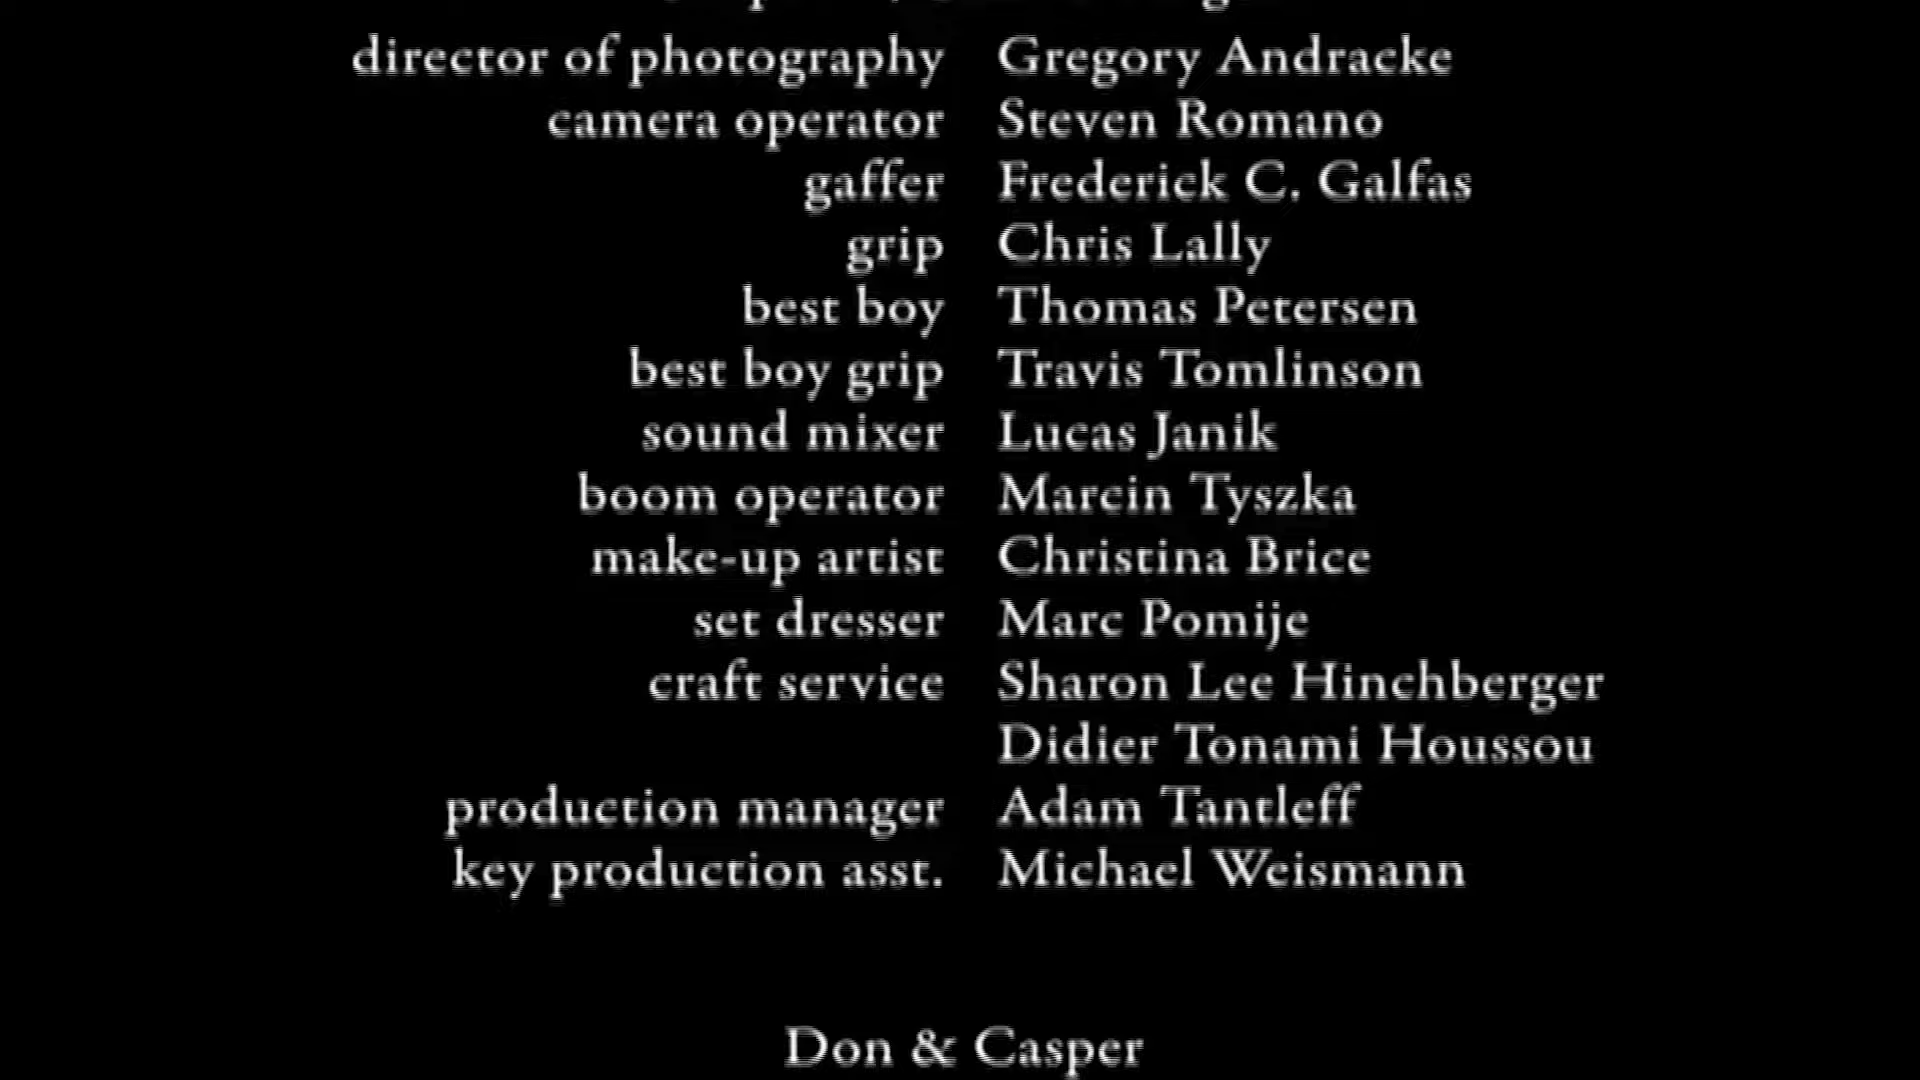 director of photography Gregory Andracke
camera operator Steven Romano
gaffer Frederick C. Galfas
grip Chris Lally
best boy Thomas Petersen
best boy grip Travis Tomlinson
sound mixer Lucas Janik
boom operator Marcin Tyszka
make-up artist Christina Brice
set dresser Marc Pomije
craft service Sharon Lee Hinchberger
Didier Tonami Houssou
production manager Adam Tantleff
key production asst. Michael Weismann
Don & Casper